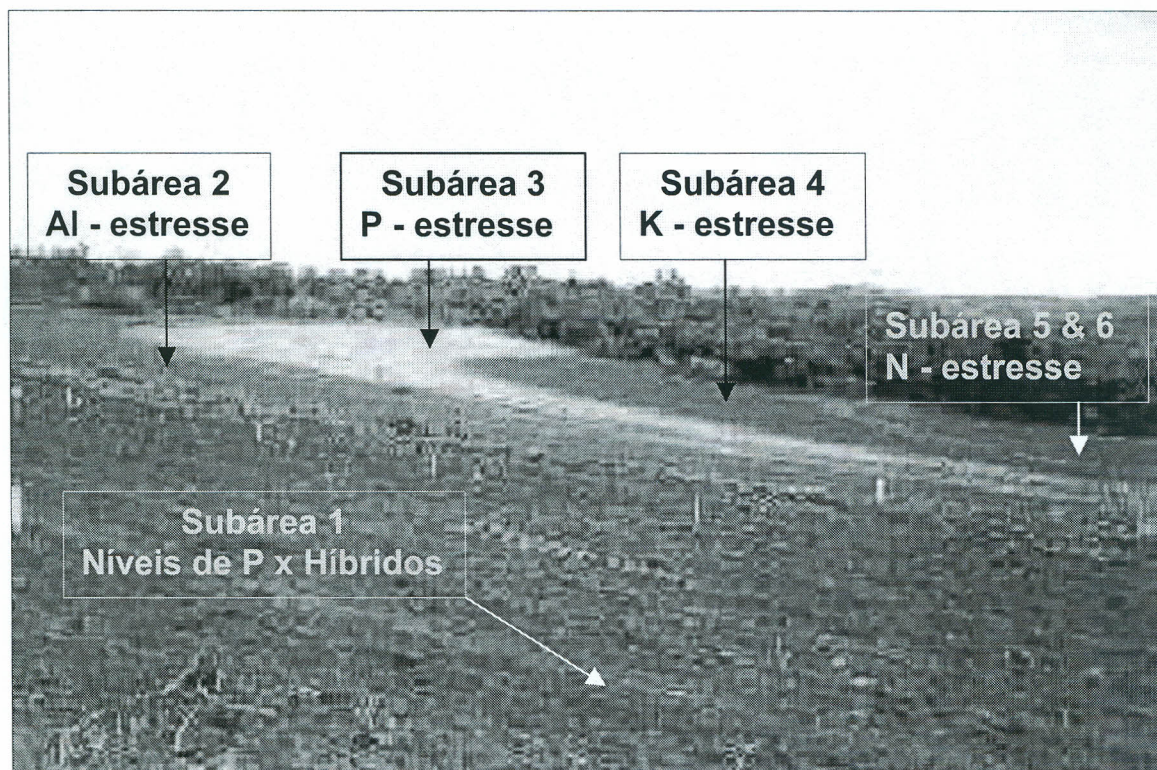 Subárea 2
Al - estresse
Subárea 3
P - estresse
Subárea 4
K - estresse
Subárea 5 & 6
N - estresse
Subárea 1
Níveis de P x Híbridos